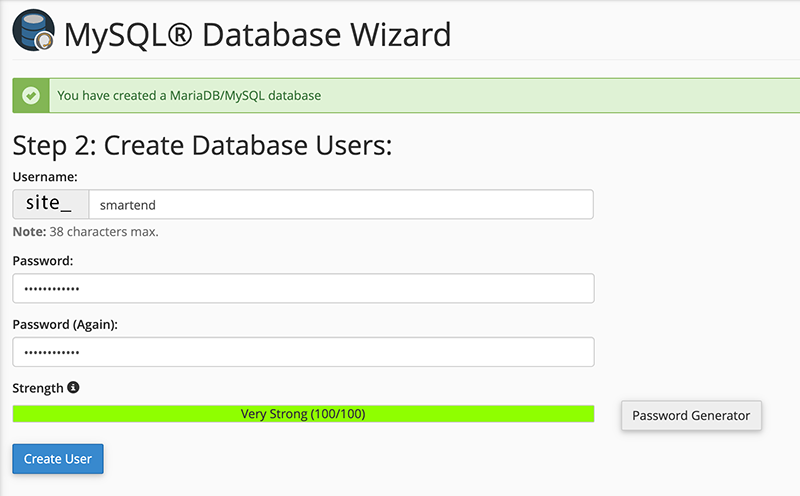 MySQL® Database Wizard
You have created a MariaDB/MySQL database
Step 2: Create Database Users:
Username:
site_ smartend
Note: 38 characters max.
Password:
••••••••••••
Password (Again):
••••••••••••
Strength
Very Strong (100/100)
Password Generator
Create User